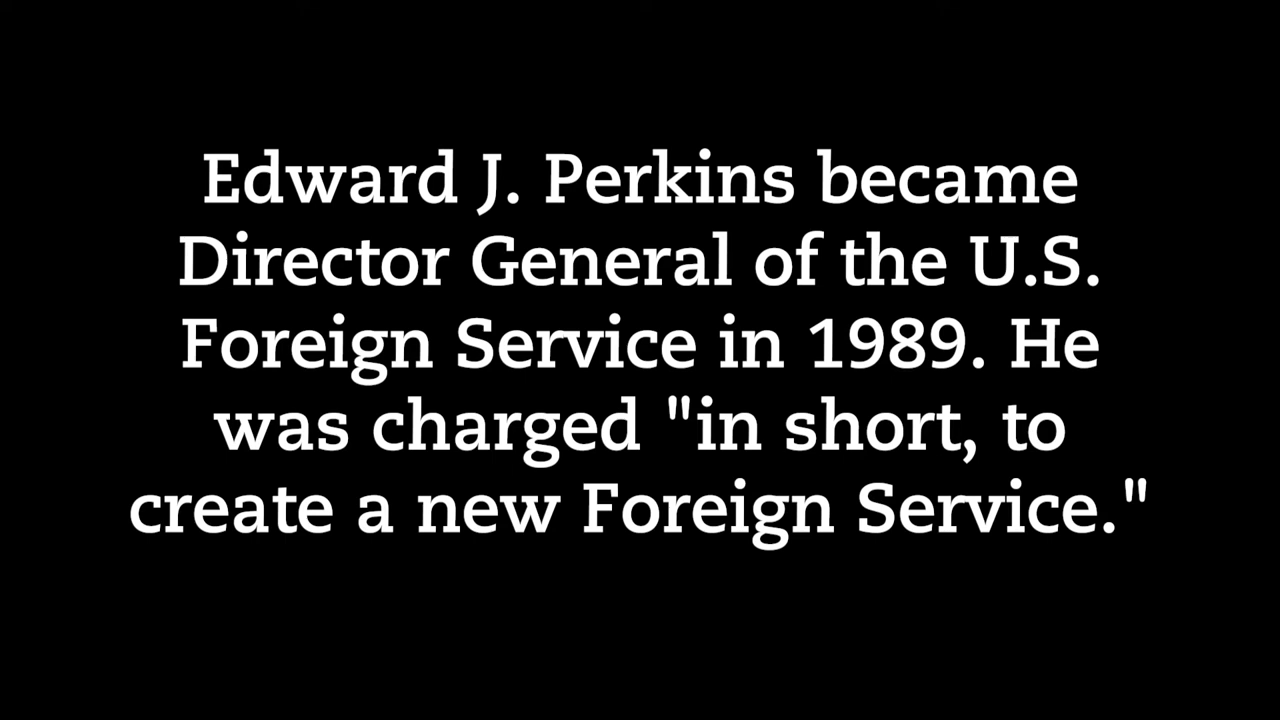 Edward J. Perkins became
Director General of the U.S.
Foreign Service in 1989. He
was charged "in short, to
create a new Foreign Service."